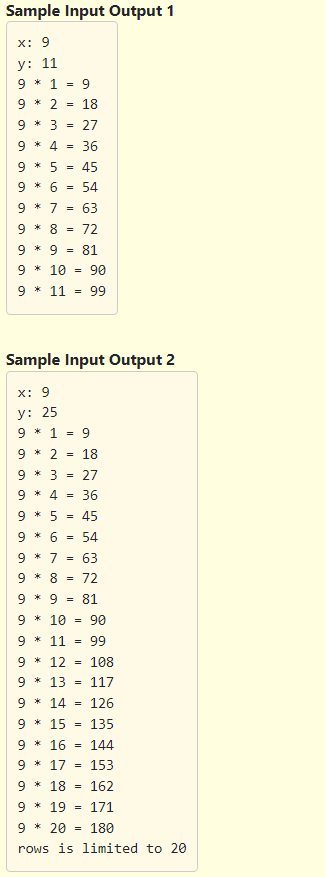 Sample Input Output 1
x: 9
y: 11
9 * 1 = 9
9 * 2 = 18
9 * 3 = 27
9 * 4 = 36
9 * 5 = 45
9 * 6 = 54
9 * 7 = 63
9 * 8 = 72
9 * 9 = 81
9 * 10 = 90
9 * 11 = 99
Sample Input Output 2
x: 9
y: 25
9 * 1 = 9
9 * 2 = 18
9 * 3 = 27
9 * 4 = 36
9 * 5 = 45
9 * 6 = 54
9 * 7 = 63
9 * 8 = 72
9 * 9 = 81
9 * 10 = 90
9 * 11 = 99
9 * 12 = 108
9 * 13 = 117
9 * 14 = 126
9 * 15 = 135
9 * 16 = 144
9 * 17 = 153
9 * 18 = 162
9 * 19 = 171
9 * 20 = 180
rows is limited to 20